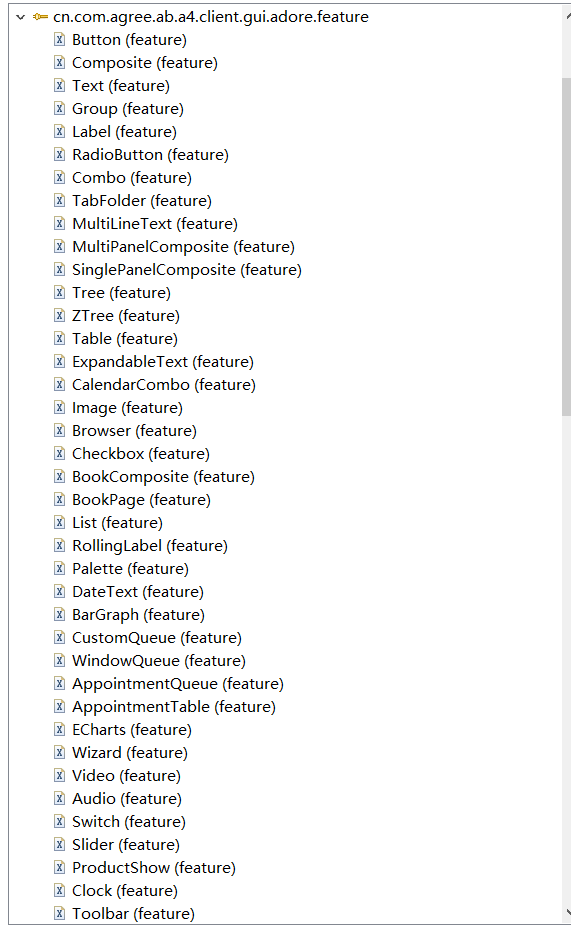 cn.com.agree.ab.a4.client.gui.adore.feature
Button (feature)
Composite (feature)
Text (feature)
Group (feature)
Label (feature)
RadioButton (feature)
Combo (feature)
TabFolder (feature)
MultiLineText (feature)
MultiPanelComposite (feature)
SinglePanelComposite (feature)
Tree (feature)
ZTree (feature)
Table (feature)
ExpandableText (feature)
CalendarCombo (feature)
Image (feature)
Browser (feature)
Checkbox (feature)
BookComposite (feature)
BookPage (feature)
List (feature)
RollingLabel (feature)
Palette (feature)
DateText (feature)
BarGraph (feature)
CustomQueue (feature)
WindowQueue (feature)
AppointmentQueue (feature)
AppointmentTable (feature)
ECharts (feature)
Wizard (feature)
Video (feature)
Audio (feature)
Switch (feature)
Slider (feature)
ProductShow (feature)
Clock (feature)
Toolbar (feature)